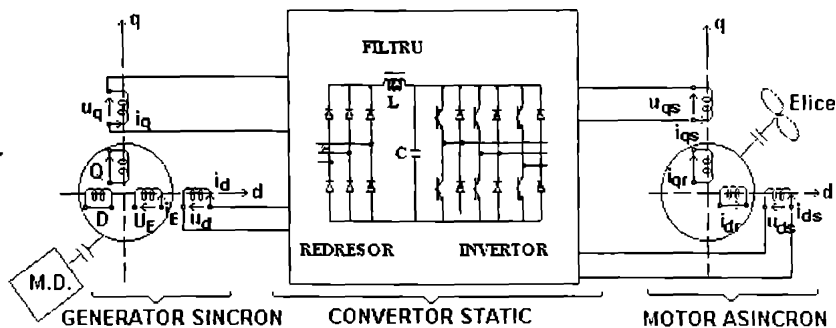 q
FILTRU
L
C
REDRESOR
INVERTOR
u_q
i_q
Q
D
U_E
i_E
u_d
i_d
d
M.D.
q
u_qs
i_qs
i_qr
i_dr
u_ds
i_ds
d
Elice
GENERATOR SINCRON
CONVERTOR STATIC
MOTOR ASINCRON